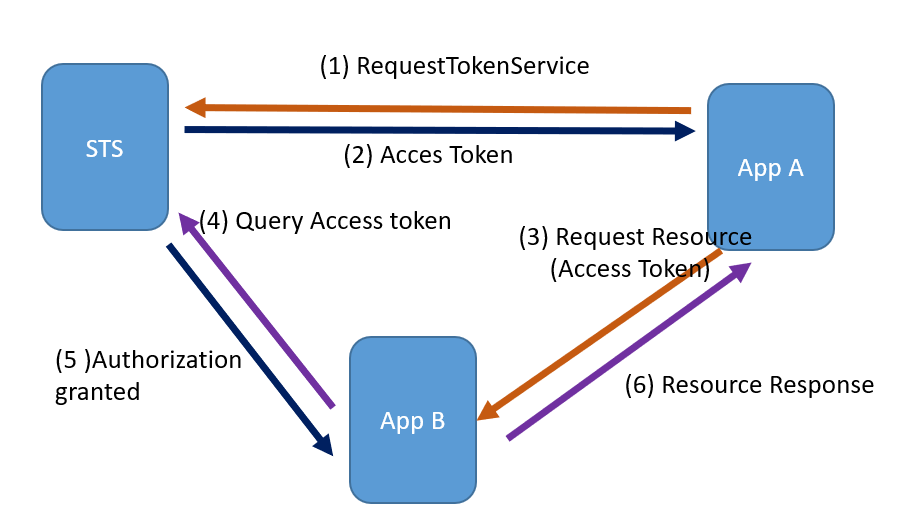 (1) RequestTokenService
STS
(2) Acces Token
App A
(4) Query Access token
(3) Request Resource
(Access Token)
(5 )Authorization
granted
(6) Resource Response
App B